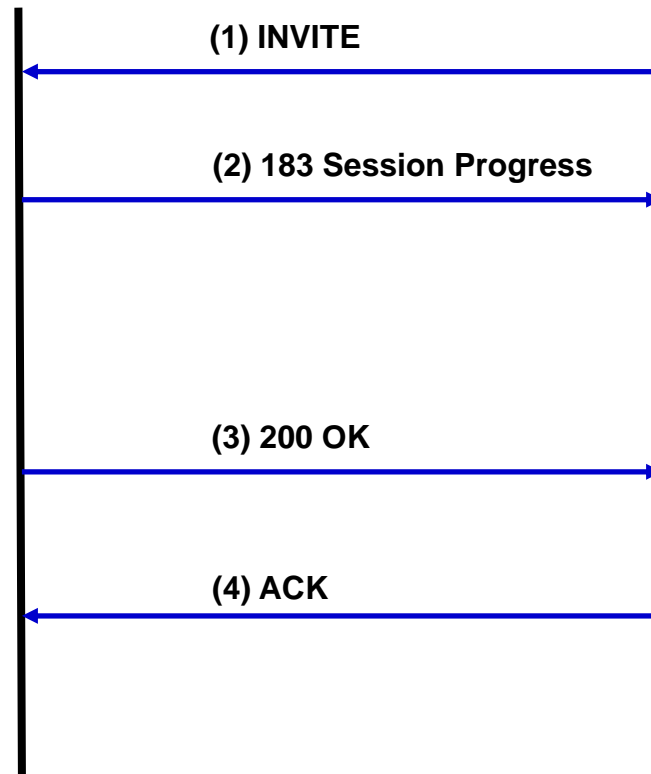 (1) INVITE
(2) 183 Session Progress
(3) 200 OK
(4) ACK